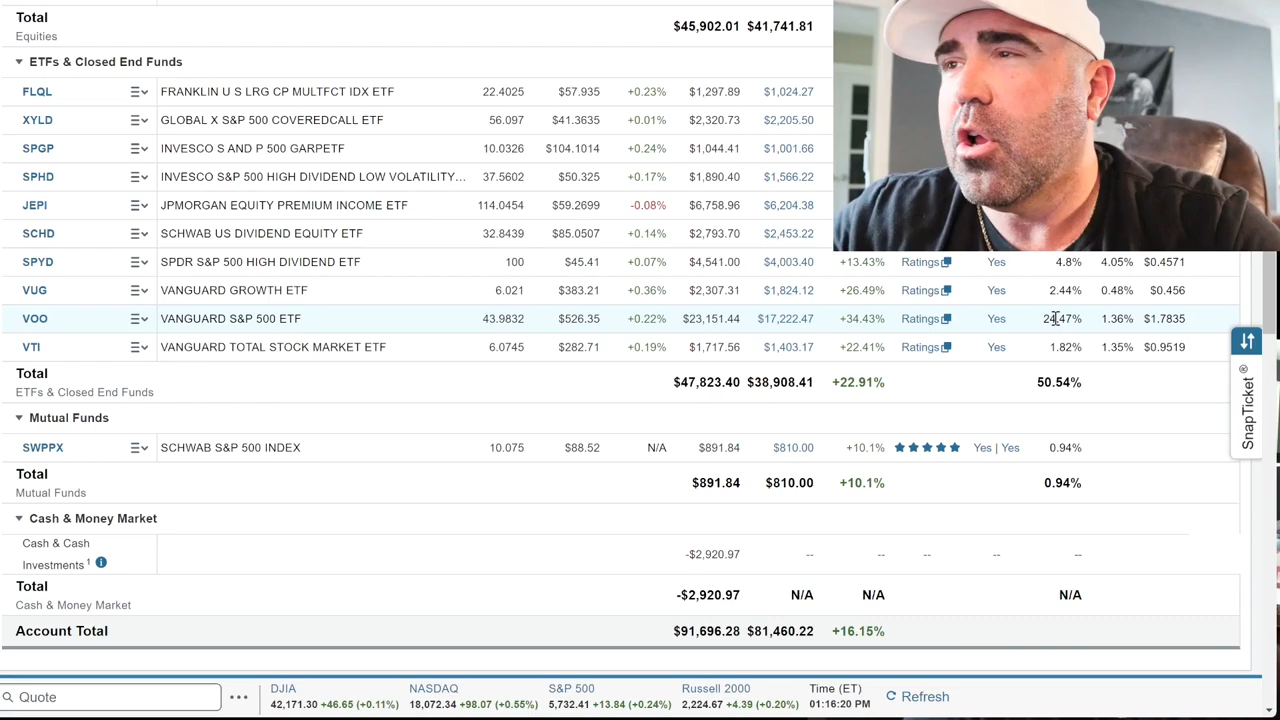 Total
Equities
$45,902.01 $41,741.81
ETFs & Closed End Funds
FLQL FRANKLIN U S LRG CP MULTFCT IDX ETF 22.4025 $57.935 +0.23% $1,297.89 $1,024.27
XYLD GLOBAL X S&P 500 COVEREDCALL ETF 56.097 $41.3635 +0.01% $2,320.73 $2,205.50
SPGP INVESCO S AND P 500 GARPETF 10.0326 $104.1014 +0.24% $1,044.41 $1,001.66
SPHD INVESCO S&P 500 HIGH DIVIDEND LOW VOLATILITY... 37.5602 $50.325 +0.17% $1,890.40 $1,566.22
JEPI JPMORGAN EQUITY PREMIUM INCOME ETF 114.0454 $59.2699 -0.08% $6,758.96 $6,204.38
SCHD SCHWAB US DIVIDEND EQUITY ETF 32.8439 $85.0507 +0.14% $2,793.70 $2,453.22
SPYD SPDR S&P 500 HIGH DIVIDEND ETF 100 $45.41 +0.07% $4,541.00 $4,003.40 +13.43% Ratings Yes 4.8% 4.05% $0.4571
VUG VANGUARD GROWTH ETF 6.021 $383.21 +0.36% $2,307.31 $1,824.12 +26.49% Ratings Yes 2.44% 0.48% $0.456
VOO VANGUARD S&P 500 ETF 43.9832 $526.35 +0.22% $23,151.44 $17,222.47 +34.43% Ratings Yes 24.47% 1.36% $1.7835
VTI VANGUARD TOTAL STOCK MARKET ETF 6.0745 $282.71 +0.19% $1,717.56 $1,403.17 +22.41% Ratings Yes 1.82% 1.35% $0.9519
Total
ETFs & Closed End Funds
$47,823.40 $38,908.41 +22.91% 50.54%
Mutual Funds
SWPPX SCHWAB S&P 500 INDEX 10.075 $88.52 N/A $891.84 $810.00 +10.1% Yes | Yes 0.94%
Total
Mutual Funds
$891.84 $810.00 +10.1% 0.94%
Cash & Money Market
Cash & Cash
Investments 1
-$2,920.97 -- -- -- -- --
Total
Cash & Money Market
-$2,920.97 N/A N/A N/A
Account Total $91,696.28 $81,460.22 +16.15%
SnapTicket ®
Quote
DJIA NASDAQ S&P 500 Russell 2000 Time (ET)
42,171.30 +46.65 (+0.11%) 18,072.34 +98.07 (+0.55%) 5,732.41 +13.84 (+0.24%) 2,224.67 +4.39 (+0.20%) 01:16:20 PM
Refresh